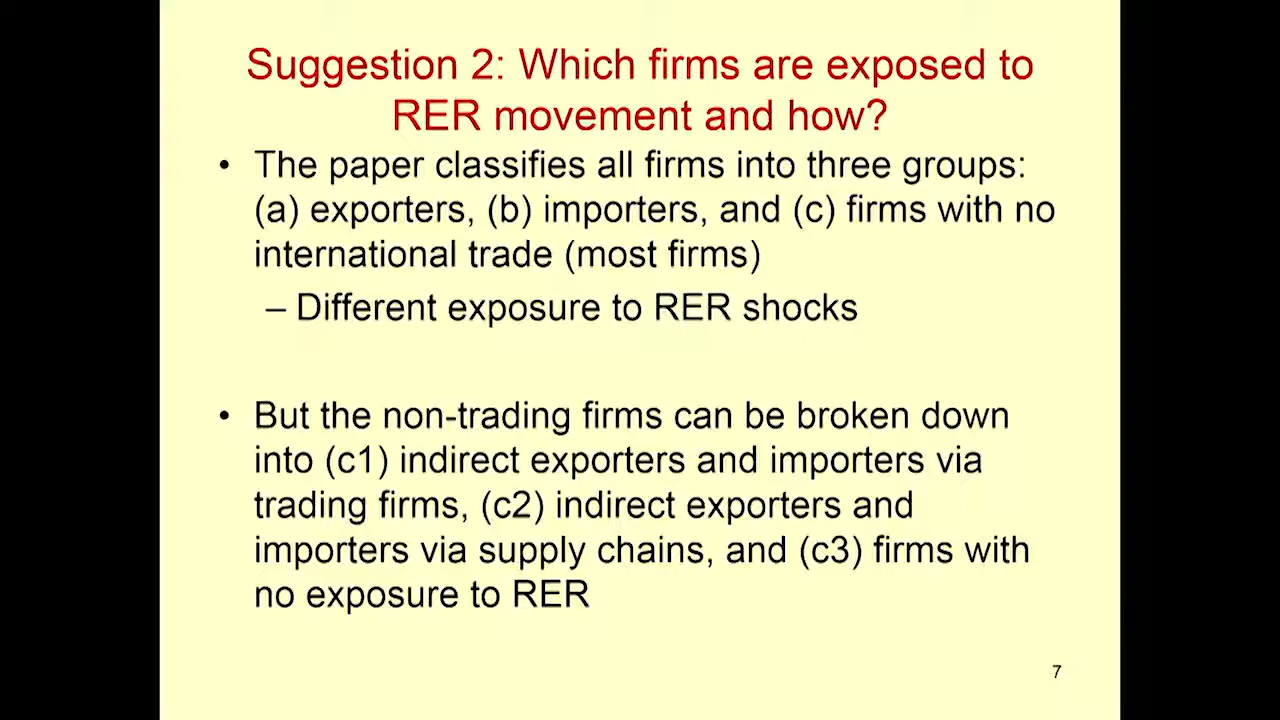 Suggestion 2: Which firms are exposed to
RER movement and how?
• The paper classifies all firms into three groups:
(a) exporters, (b) importers, and (c) firms with no
international trade (most firms)
– Different exposure to RER shocks
• But the non-trading firms can be broken down
into (c1) indirect exporters and importers via
trading firms, (c2) indirect exporters and
importers via supply chains, and (c3) firms with
no exposure to RER
7